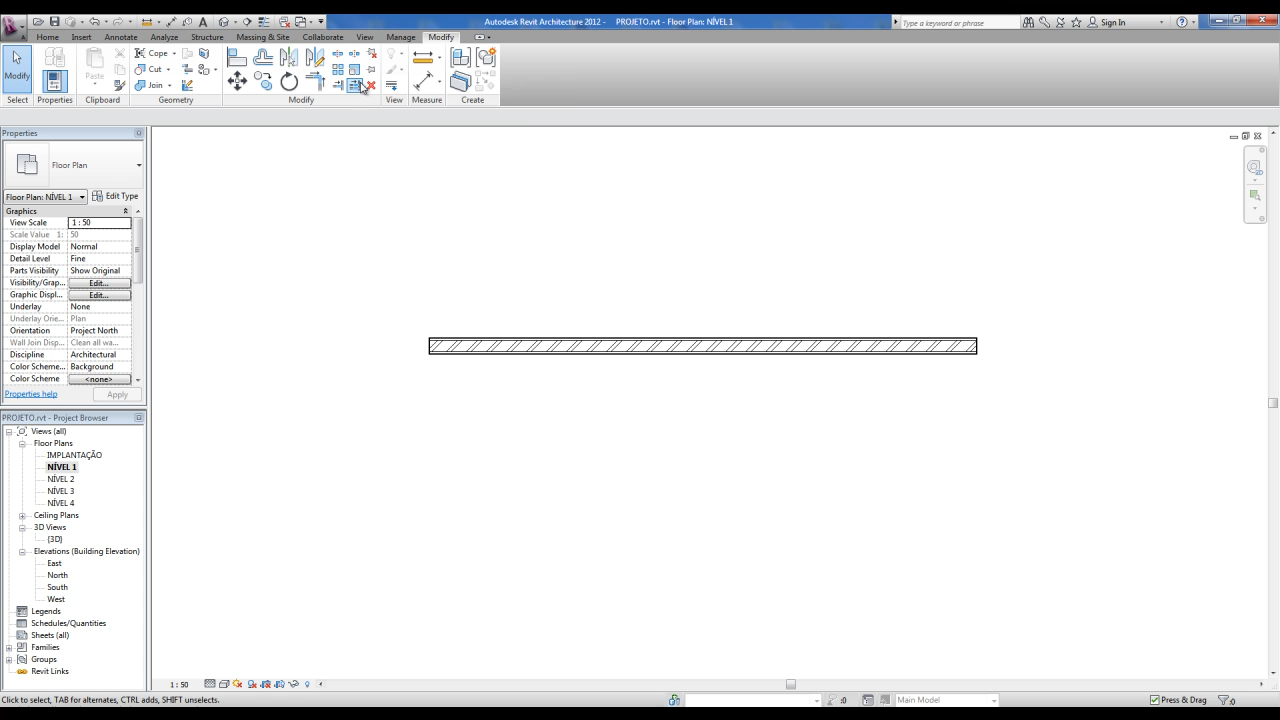 Autodesk Revit Architecture 2012 - PROJETO.rvt - Floor Plan: NÍVEL 1
Type a keyword or phrase
Sign In
Home Insert Annotate Analyze Structure Massing & Site Collaborate View Manage Modify
Modify
Paste
Cope
Cut
Join
Select Properties Clipboard Geometry Modify View Measure Create
Properties
Floor Plan
Floor Plan: NÍVEL 1 Edit Type
Graphics
View Scale 1 : 50
Scale Value 1: 50
Display Model Normal
Detail Level Fine
Parts Visibility Show Original
Visibility/Grap... Edit...
Graphic Displ... Edit...
Underlay None
Underlay Orie... Plan
Orientation Project North
Wall Join Disp... Clean all wa...
Discipline Architectural
Color Scheme... Background
Color Scheme <none>
Properties help Apply
PROJETO.rvt - Project Browser
Views (all)
Floor Plans
IMPLANTAÇÃO
NÍVEL 1
NÍVEL 2
NÍVEL 3
NÍVEL 4
Ceiling Plans
3D Views
{3D}
Elevations (Building Elevation)
East
North
South
West
Legends
Schedules/Quantities
Sheets (all)
Families
Groups
Revit Links
1 : 50
Click to select, TAB for alternates, CTRL adds, SHIFT unselects.
:0
Main Model
Press & Drag
:0